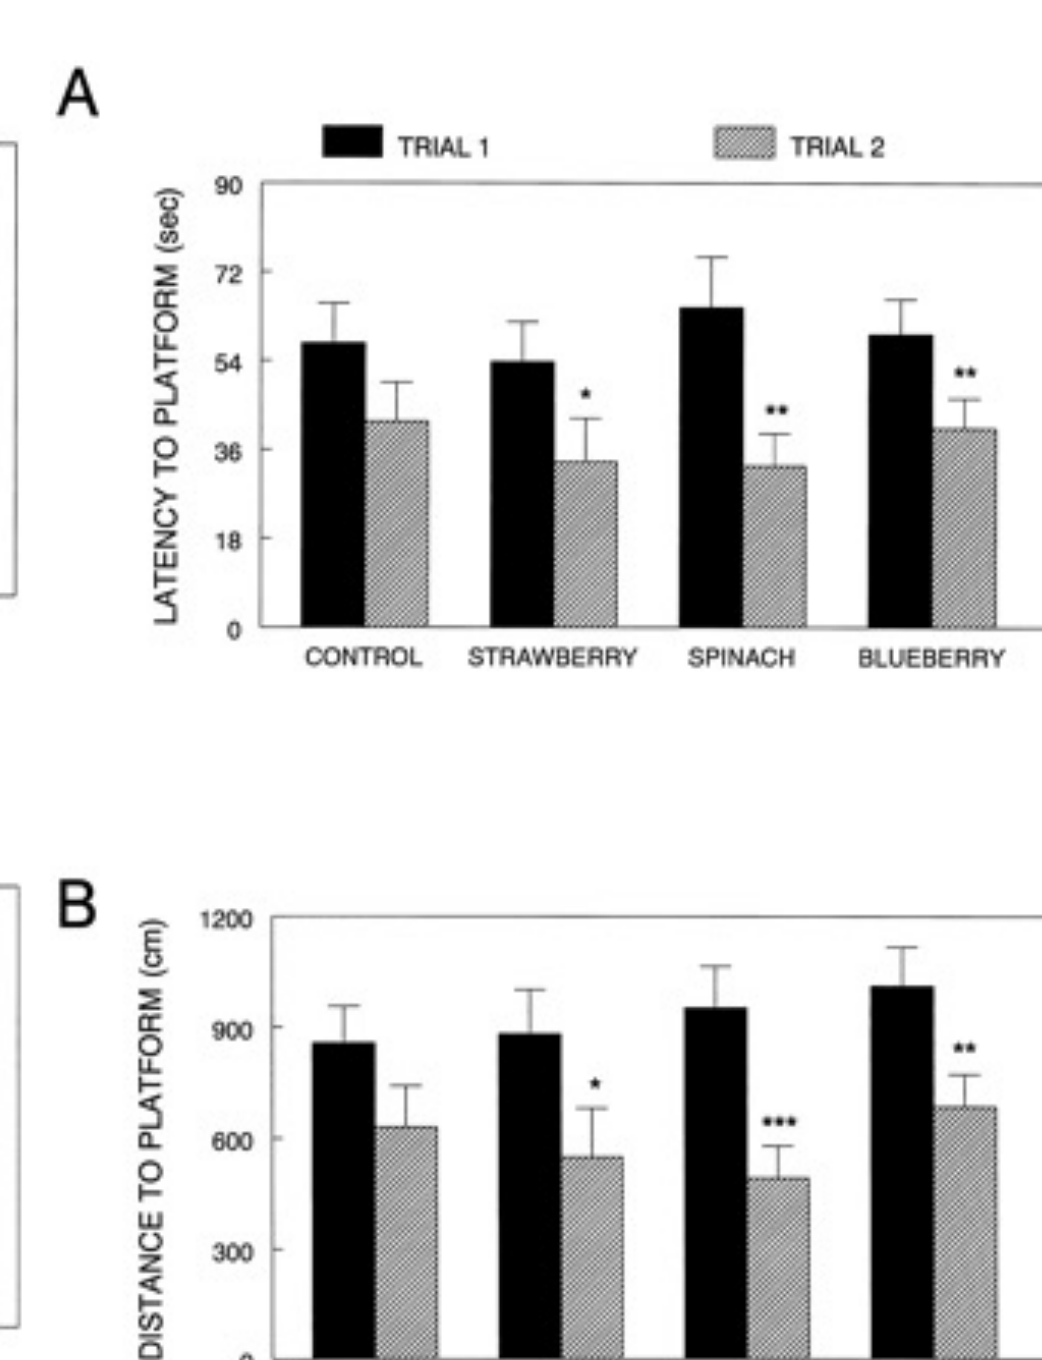 A
TRIAL 1
TRIAL 2
LATENCY TO PLATFORM (sec)
90
72
54
36
18
0
*
**
**
CONTROL
STRAWBERRY
SPINACH
BLUEBERRY
B
DISTANCE TO PLATFORM (cm)
1200
900
600
300
0
*
***
**